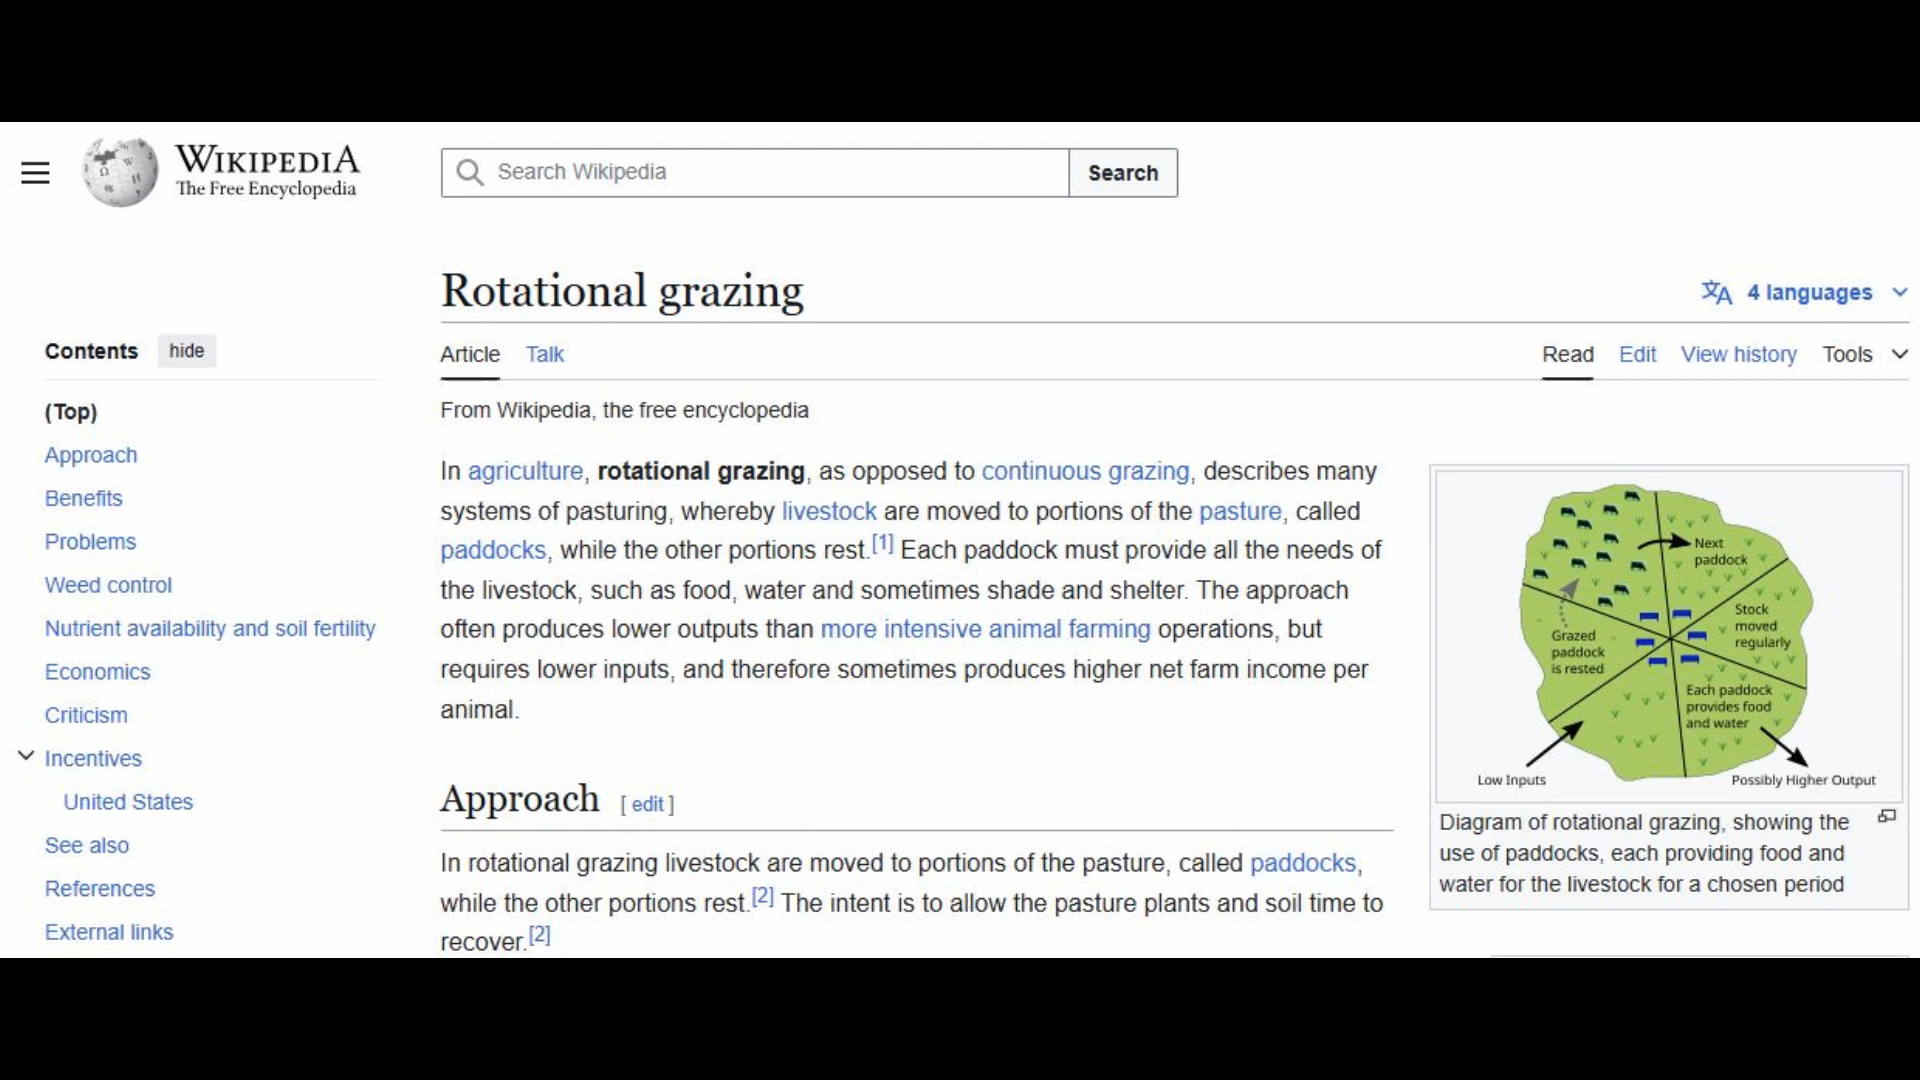 WIKIPEDIA
The Free Encyclopedia
Search Wikipedia
Search
Rotational grazing
4 languages
Contents
hide
Article
Talk
Read
Edit
View history
Tools
(Top)
Approach
Benefits
Problems
Weed control
Nutrient availability and soil fertility
Economics
Criticism
Incentives
United States
See also
References
External links
From Wikipedia, the free encyclopedia
In agriculture, rotational grazing, as opposed to continuous grazing, describes many
systems of pasturing, whereby livestock are moved to portions of the pasture, called
paddocks, while the other portions rest.[1] Each paddock must provide all the needs of
the livestock, such as food, water and sometimes shade and shelter. The approach
often produces lower outputs than more intensive animal farming operations, but
requires lower inputs, and therefore sometimes produces higher net farm income per
animal.
Approach [ edit ]
In rotational grazing livestock are moved to portions of the pasture, called paddocks,
while the other portions rest.[2] The intent is to allow the pasture plants and soil time to
recover.[2]
Next
paddock
Stock
moved
regularly
Grazed
paddock
is rested
Each paddock
provides food
and water
Low Inputs
Possibly Higher Output
Diagram of rotational grazing, showing the
use of paddocks, each providing food and
water for the livestock for a chosen period